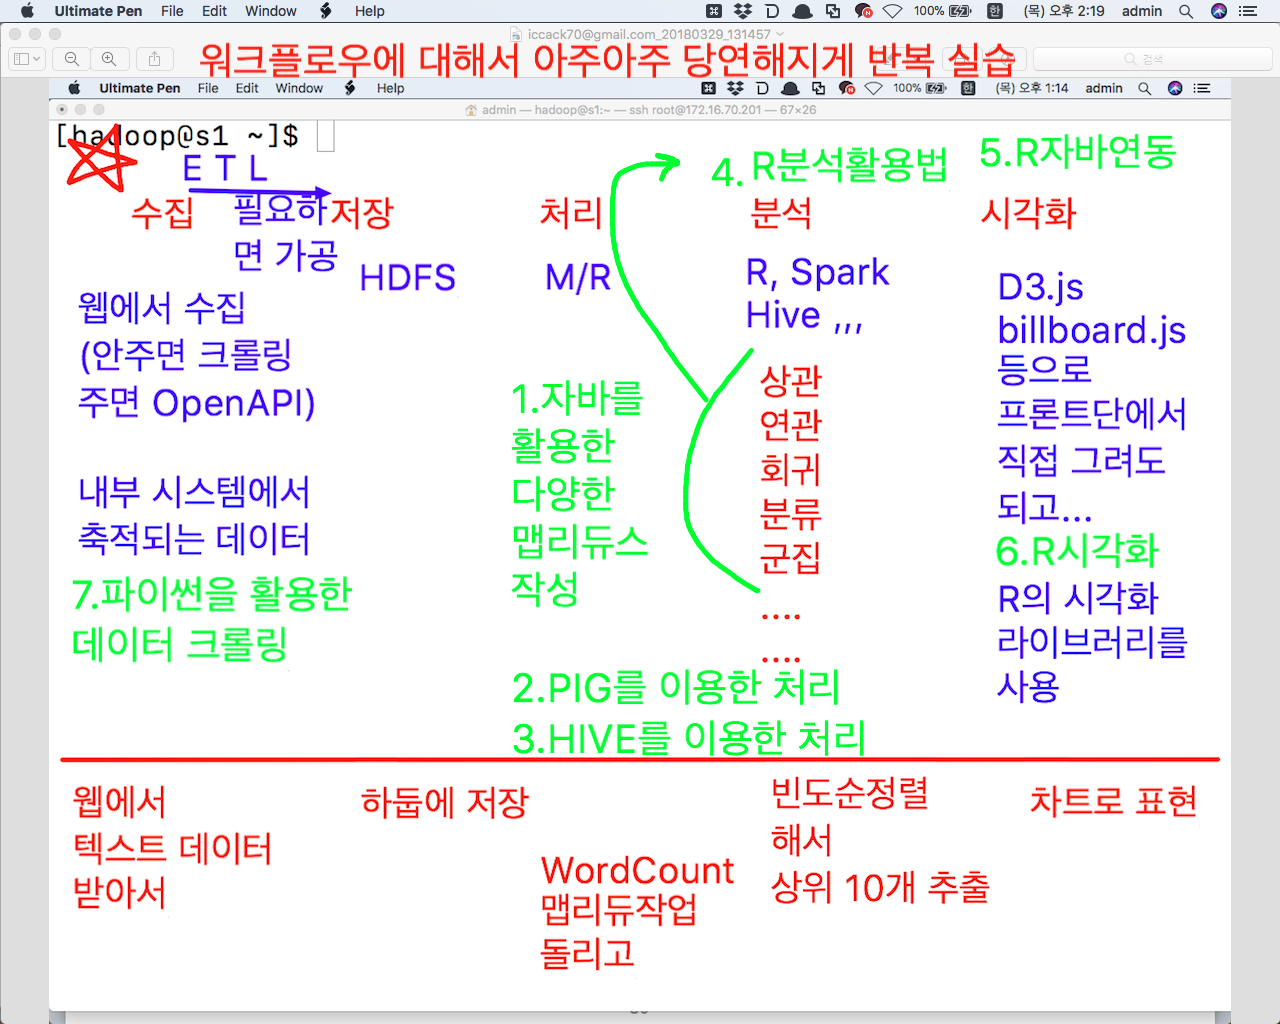 Ultimate Pen File Edit Window Help 100% (목) 오후 2:19 admin
iccack70@gmail.com_20180329_131457
워크플로우에 대해서 아주아주 당연해지게 반복 실습
검색
Ultimate Pen File Edit Window Help 100% (목) 오후 1:14 admin
admin — hadoop@s1:~ — ssh root@172.16.70.201 — 67×26
[hadoop@s1 ~]$
E T L
4. R분석활용법
5.R자바연동
수집
필요하
면 가공
저장
처리
분석
시각화
HDFS
M/R
R, Spark
Hive ,,,
D3.js
billboard.js
등으로
프론트단에서
직접 그려도
되고...
웹에서 수집
(안주면 크롤링
주면 OpenAPI)
내부 시스템에서
축적되는 데이터
7.파이썬을 활용한
데이터 크롤링
1.자바를
활용한
다양한
맵리듀스
작성
상관
연관
회귀
분류
군집
....
....
6.R시각화
R의 시각화
라이브러리를
사용
2.PIG를 이용한 처리
3.HIVE를 이용한 처리
웹에서
텍스트 데이터
받아서
하둡에 저장
WordCount
맵리듀작업
돌리고
빈도순정렬
해서
상위 10개 추출
차트로 표현